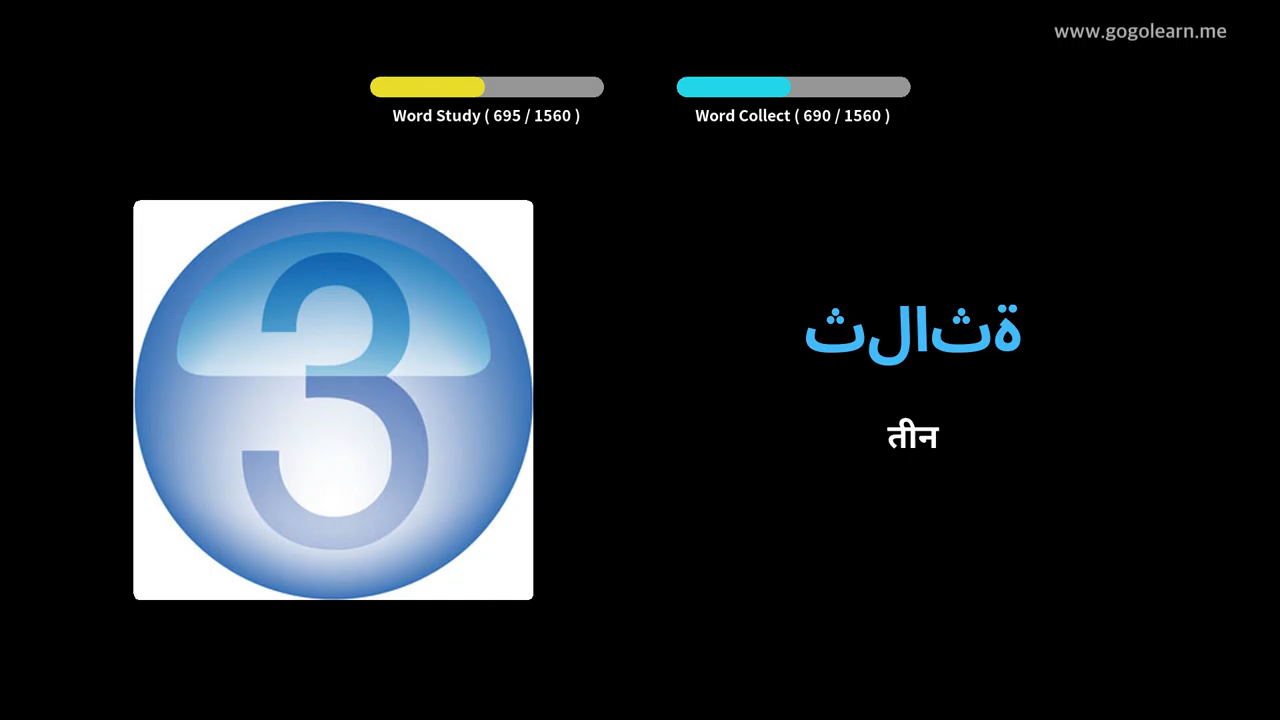 www.gogolearn.me
Word Study ( 695 / 1560 )
Word Collect ( 690 / 1560 )
3
ثلاثة
तीन